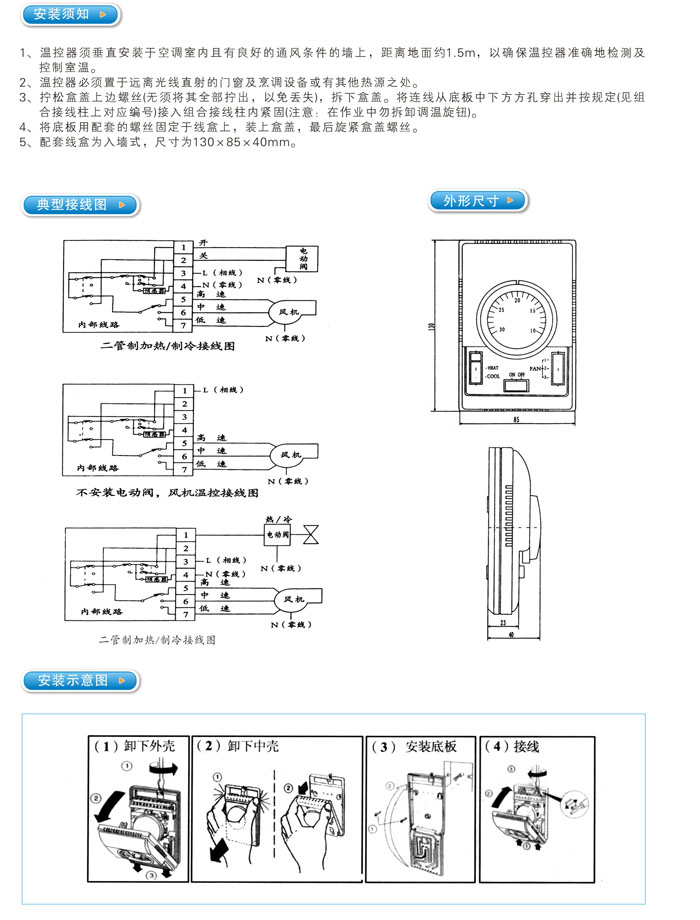 安装须知
1、温控器须垂直安装于空调室内且有良好的通风条件的墙上，距离地面约1.5m，以确保温控器准确地检测及
控制室温。
2、温控器必须置于远离光线直射的门窗及烹调设备或有其他热源之处。
3、拧松盒盖上边螺丝(无须将其全部拧出，以免丢失)，拆下盒盖。将连线从底板中下方方孔穿出并按规定(见组
合接线柱上对应编号)接入组合接线柱内紧固(注意：在作业中勿拆卸调温旋钮)。
4、将底板用配套的螺丝固定于线盒上，装上盒盖，最后旋紧盒盖螺丝。
5、配套线盒为入墙式，尺寸为130×85×40mm。
典型接线图
外形尺寸
1 开
2 关
3 L（相线）
4 N（零线）
5 高速
6 中速
7 低速
电动阀
N（零线）
风机
N（零线）
感温器
内部线路
二管制加热/制冷接线图
1 L（相线）
2
3
4
5 高速
6 中速
7 低速
风机
N（零线）
感温器
内部线路
不安装电动阀，风机温控接线图
热/冷
电动阀
N（零线）
1
2
3 L（相线）
4 N（零线）
5 高速
6 中速
7 低速
风机
N（零线）
感温器
内部线路
二管制加热/制冷接线图
130
20
25 15
30 10
HEAT
COOL
ON OFF
FAN
1
2
3
85
23
40
安装示意图
（1）卸下外壳
①
②
③
（2）卸下中壳
①
②
（3）安装底板
（4）接线